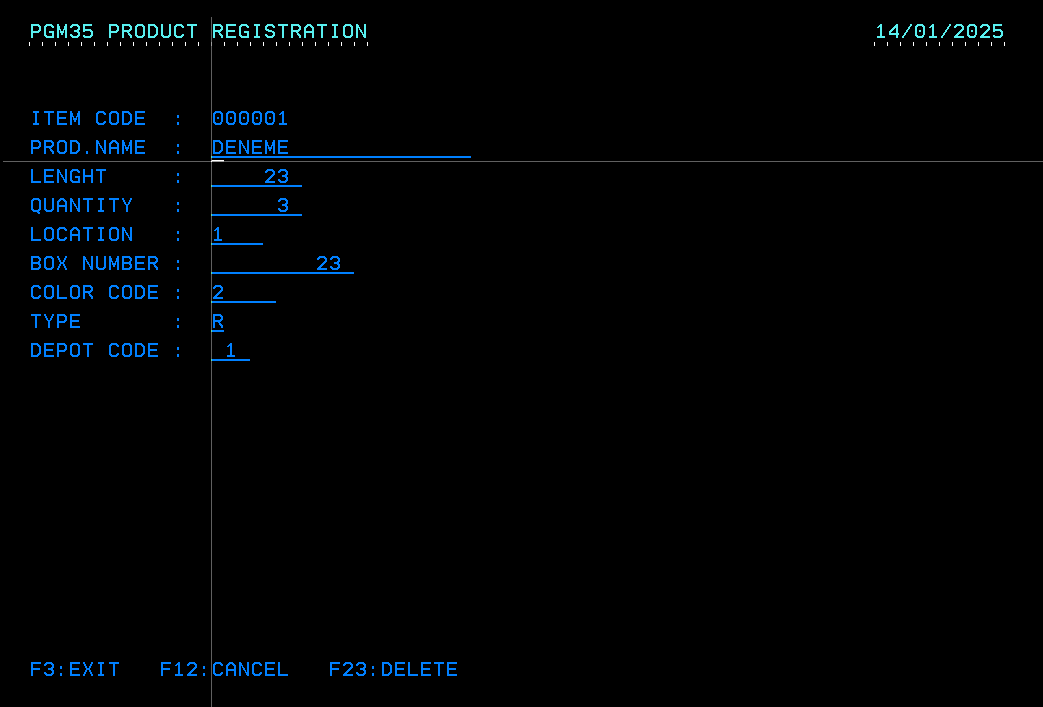 PGM35 PRODUCT REGISTRATION 14/01/2025
ITEM CODE : 000001
PROD.NAME : DENEME
LENGHT : 23
QUANTITY : 3
LOCATION : 1
BOX NUMBER : 23
COLOR CODE : 2
TYPE : R
DEPOT CODE : 1
F3:EXIT F12:CANCEL F23:DELETE